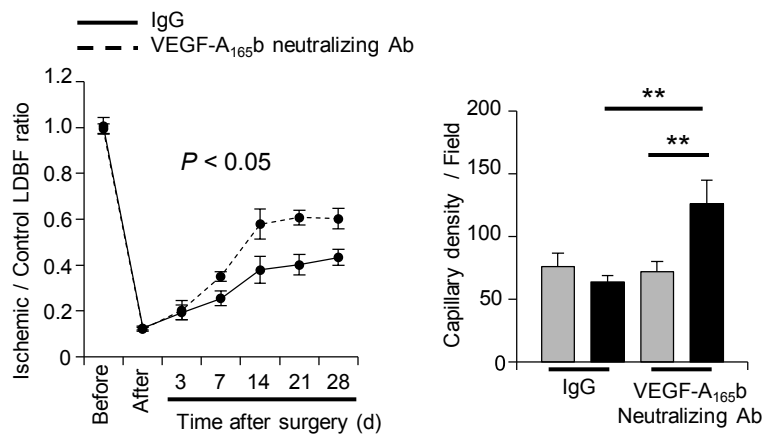 IgG
VEGF-A₁₆₅b neutralizing Ab
Ischemic / Control LDBF ratio
1.2
1.0
0.8
0.6
0.4
0.2
0
P < 0.05
Before
After
3 7 14 21 28
Time after surgery (d)
Capillary density / Field
200
150
100
50
0
**
**
IgG
VEGF-A₁₆₅b
Neutralizing Ab